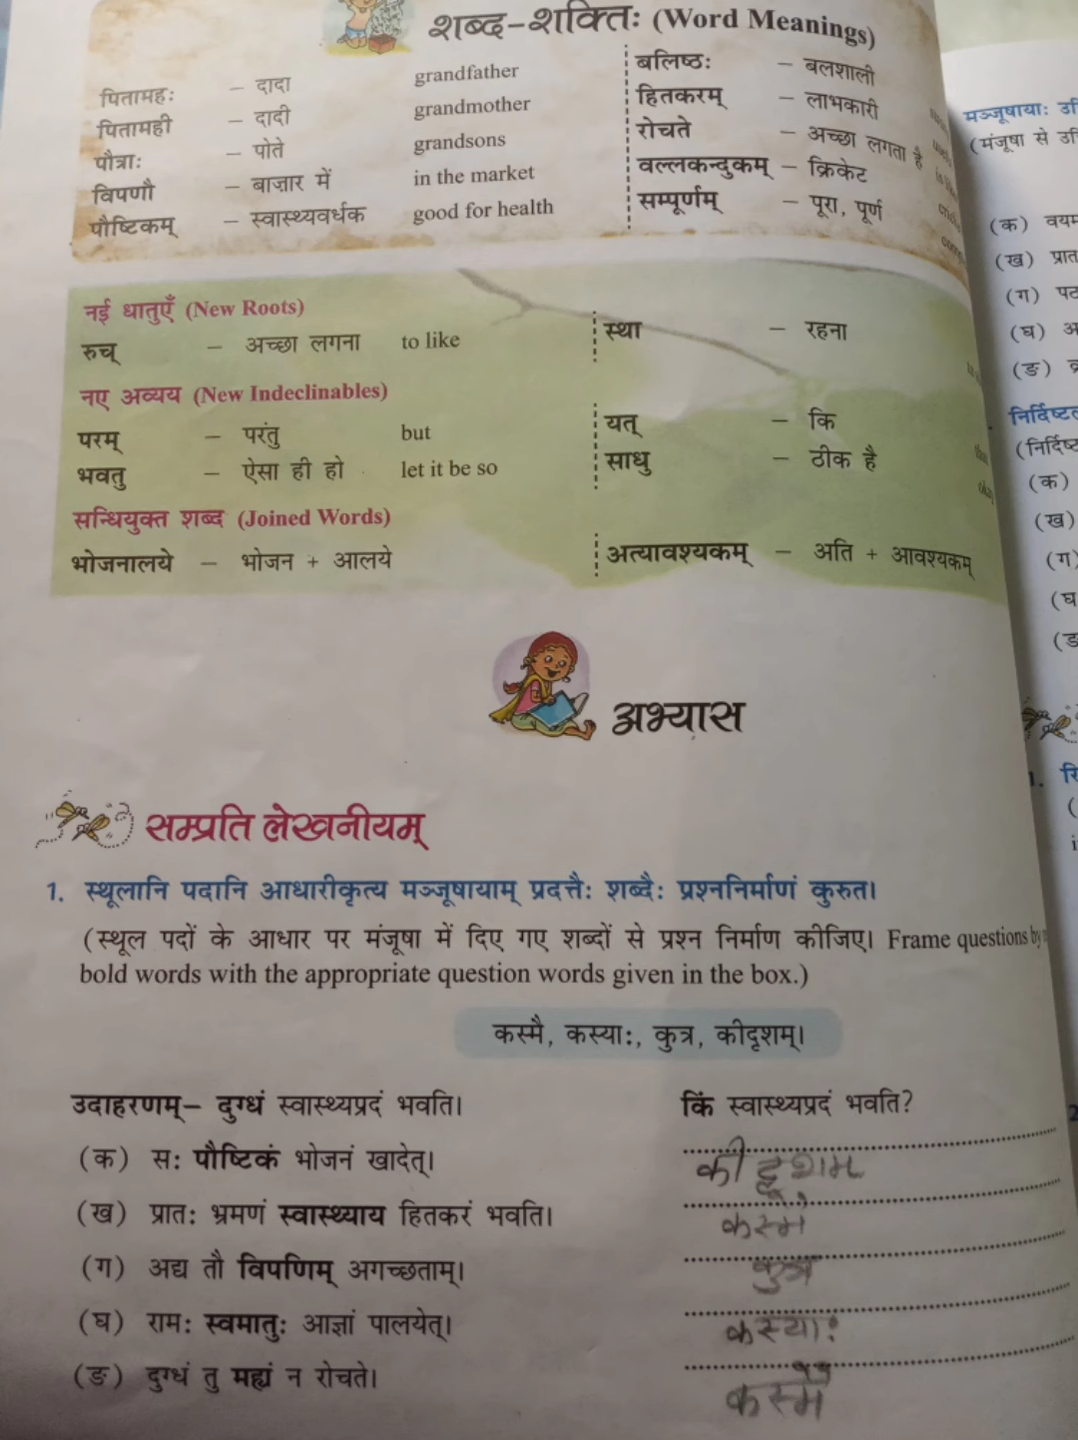 शब्द-शक्तिः (Word Meanings)
पितामहः – दादा grandfather
पितामही – दादी grandmother
पौत्राः – पोते grandsons
विपणौ – बाज़ार में in the market
पौष्टिकम् – स्वास्थ्यवर्धक good for health
बलिष्ठः – बलशाली
हितकरम् – लाभकारी
रोचते – अच्छा लगता है
वल्लकन्दुकम् – क्रिकेट
सम्पूर्णम् – पूरा, पूर्ण
नई धातुएँ (New Roots)
रुच् – अच्छा लगना to like
स्था – रहना
नए अव्यय (New Indeclinables)
परम् – परंतु but
भवतु – ऐसा ही हो let it be so
यत् – कि
साधु – ठीक है
सन्धियुक्त शब्द (Joined Words)
भोजनालये – भोजन + आलये
अत्यावश्यकम् – अति + आवश्यकम्
अभ्यास
सम्प्रति लेखनीयम्
1. स्थूलानि पदानि आधारीकृत्य मञ्जूषायाम् प्रदत्तैः शब्दैः प्रश्ननिर्माणं कुरुत।
(स्थूल पदों के आधार पर मंजूषा में दिए गए शब्दों से प्रश्न निर्माण कीजिए। Frame questions by
bold words with the appropriate question words given in the box.)
कस्मै, कस्याः, कुत्र, कीदृशम्।
उदाहरणम्– दुग्धं स्वास्थ्यप्रदं भवति। किं स्वास्थ्यप्रदं भवति?
(क) सः पौष्टिकं भोजनं खादेत्। कीदृशम
(ख) प्रातः भ्रमणं स्वास्थ्याय हितकरं भवति। कस्मै
(ग) अद्य तौ विपणिम् अगच्छताम्। कुत्र
(घ) रामः स्वमातुः आज्ञां पालयेत्। कस्याः
(ङ) दुग्धं तु मह्यं न रोचते। कस्मै
मञ्जूषायाः
(मंजूषा से
(क)
(ख)
(ग)
(घ)
(ङ)
(क)
(ख)
(ग)
(घ
(ङ